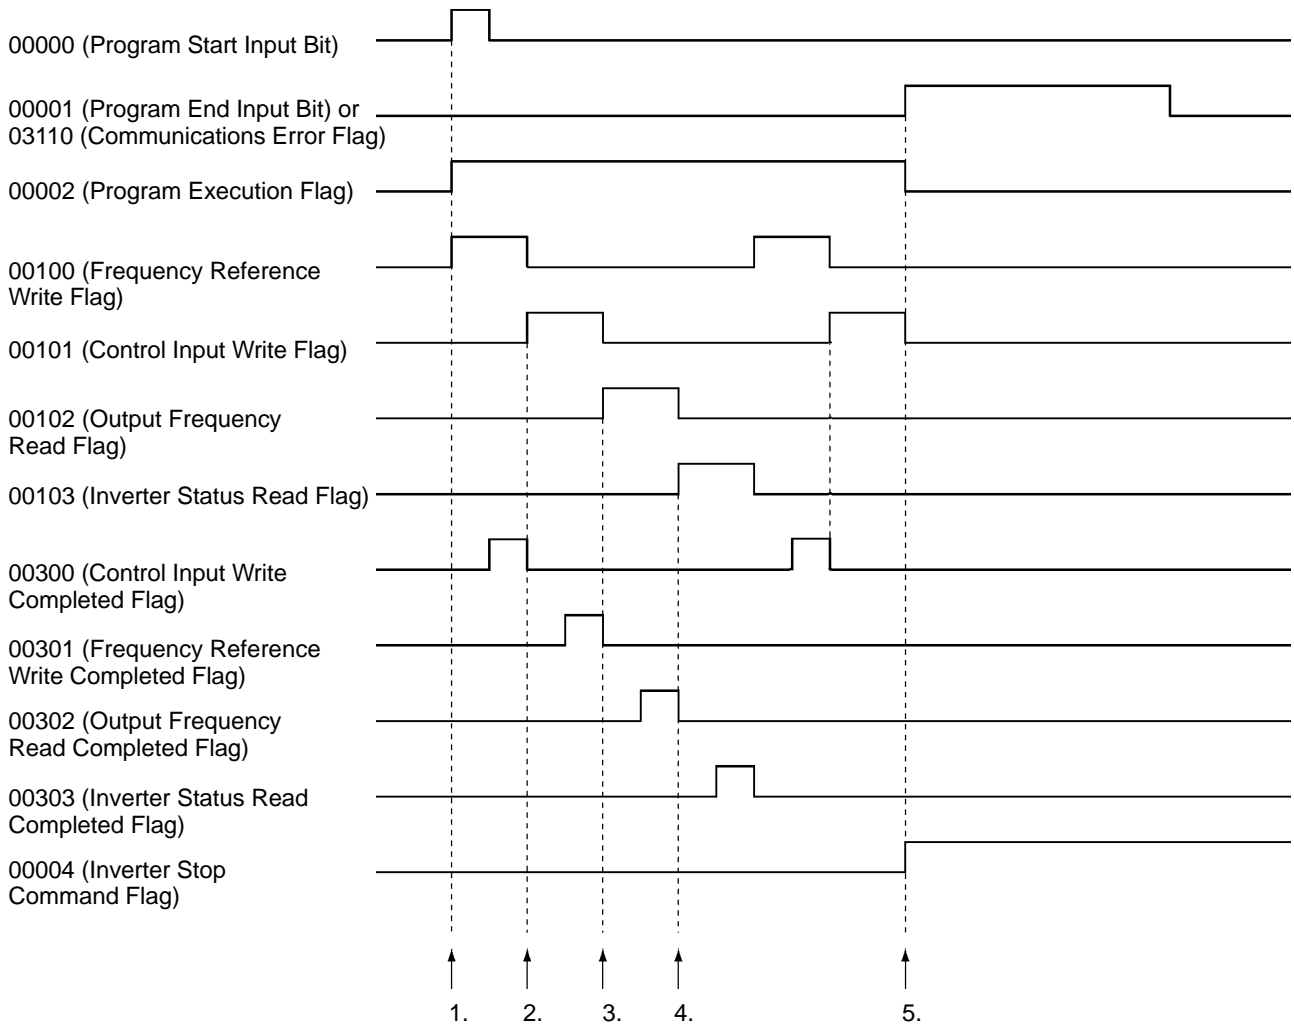 00000 (Program Start Input Bit)
00001 (Program End Input Bit) or
03110 (Communications Error Flag)
00002 (Program Execution Flag)
00100 (Frequency Reference
Write Flag)
00101 (Control Input Write Flag)
00102 (Output Frequency
Read Flag)
00103 (Inverter Status Read Flag)
00300 (Control Input Write
Completed Flag)
00301 (Frequency Reference
Write Completed Flag)
00302 (Output Frequency
Read Completed Flag)
00303 (Inverter Status Read
Completed Flag)
00004 (Inverter Stop
Command Flag)
1. 2. 3. 4. 5.